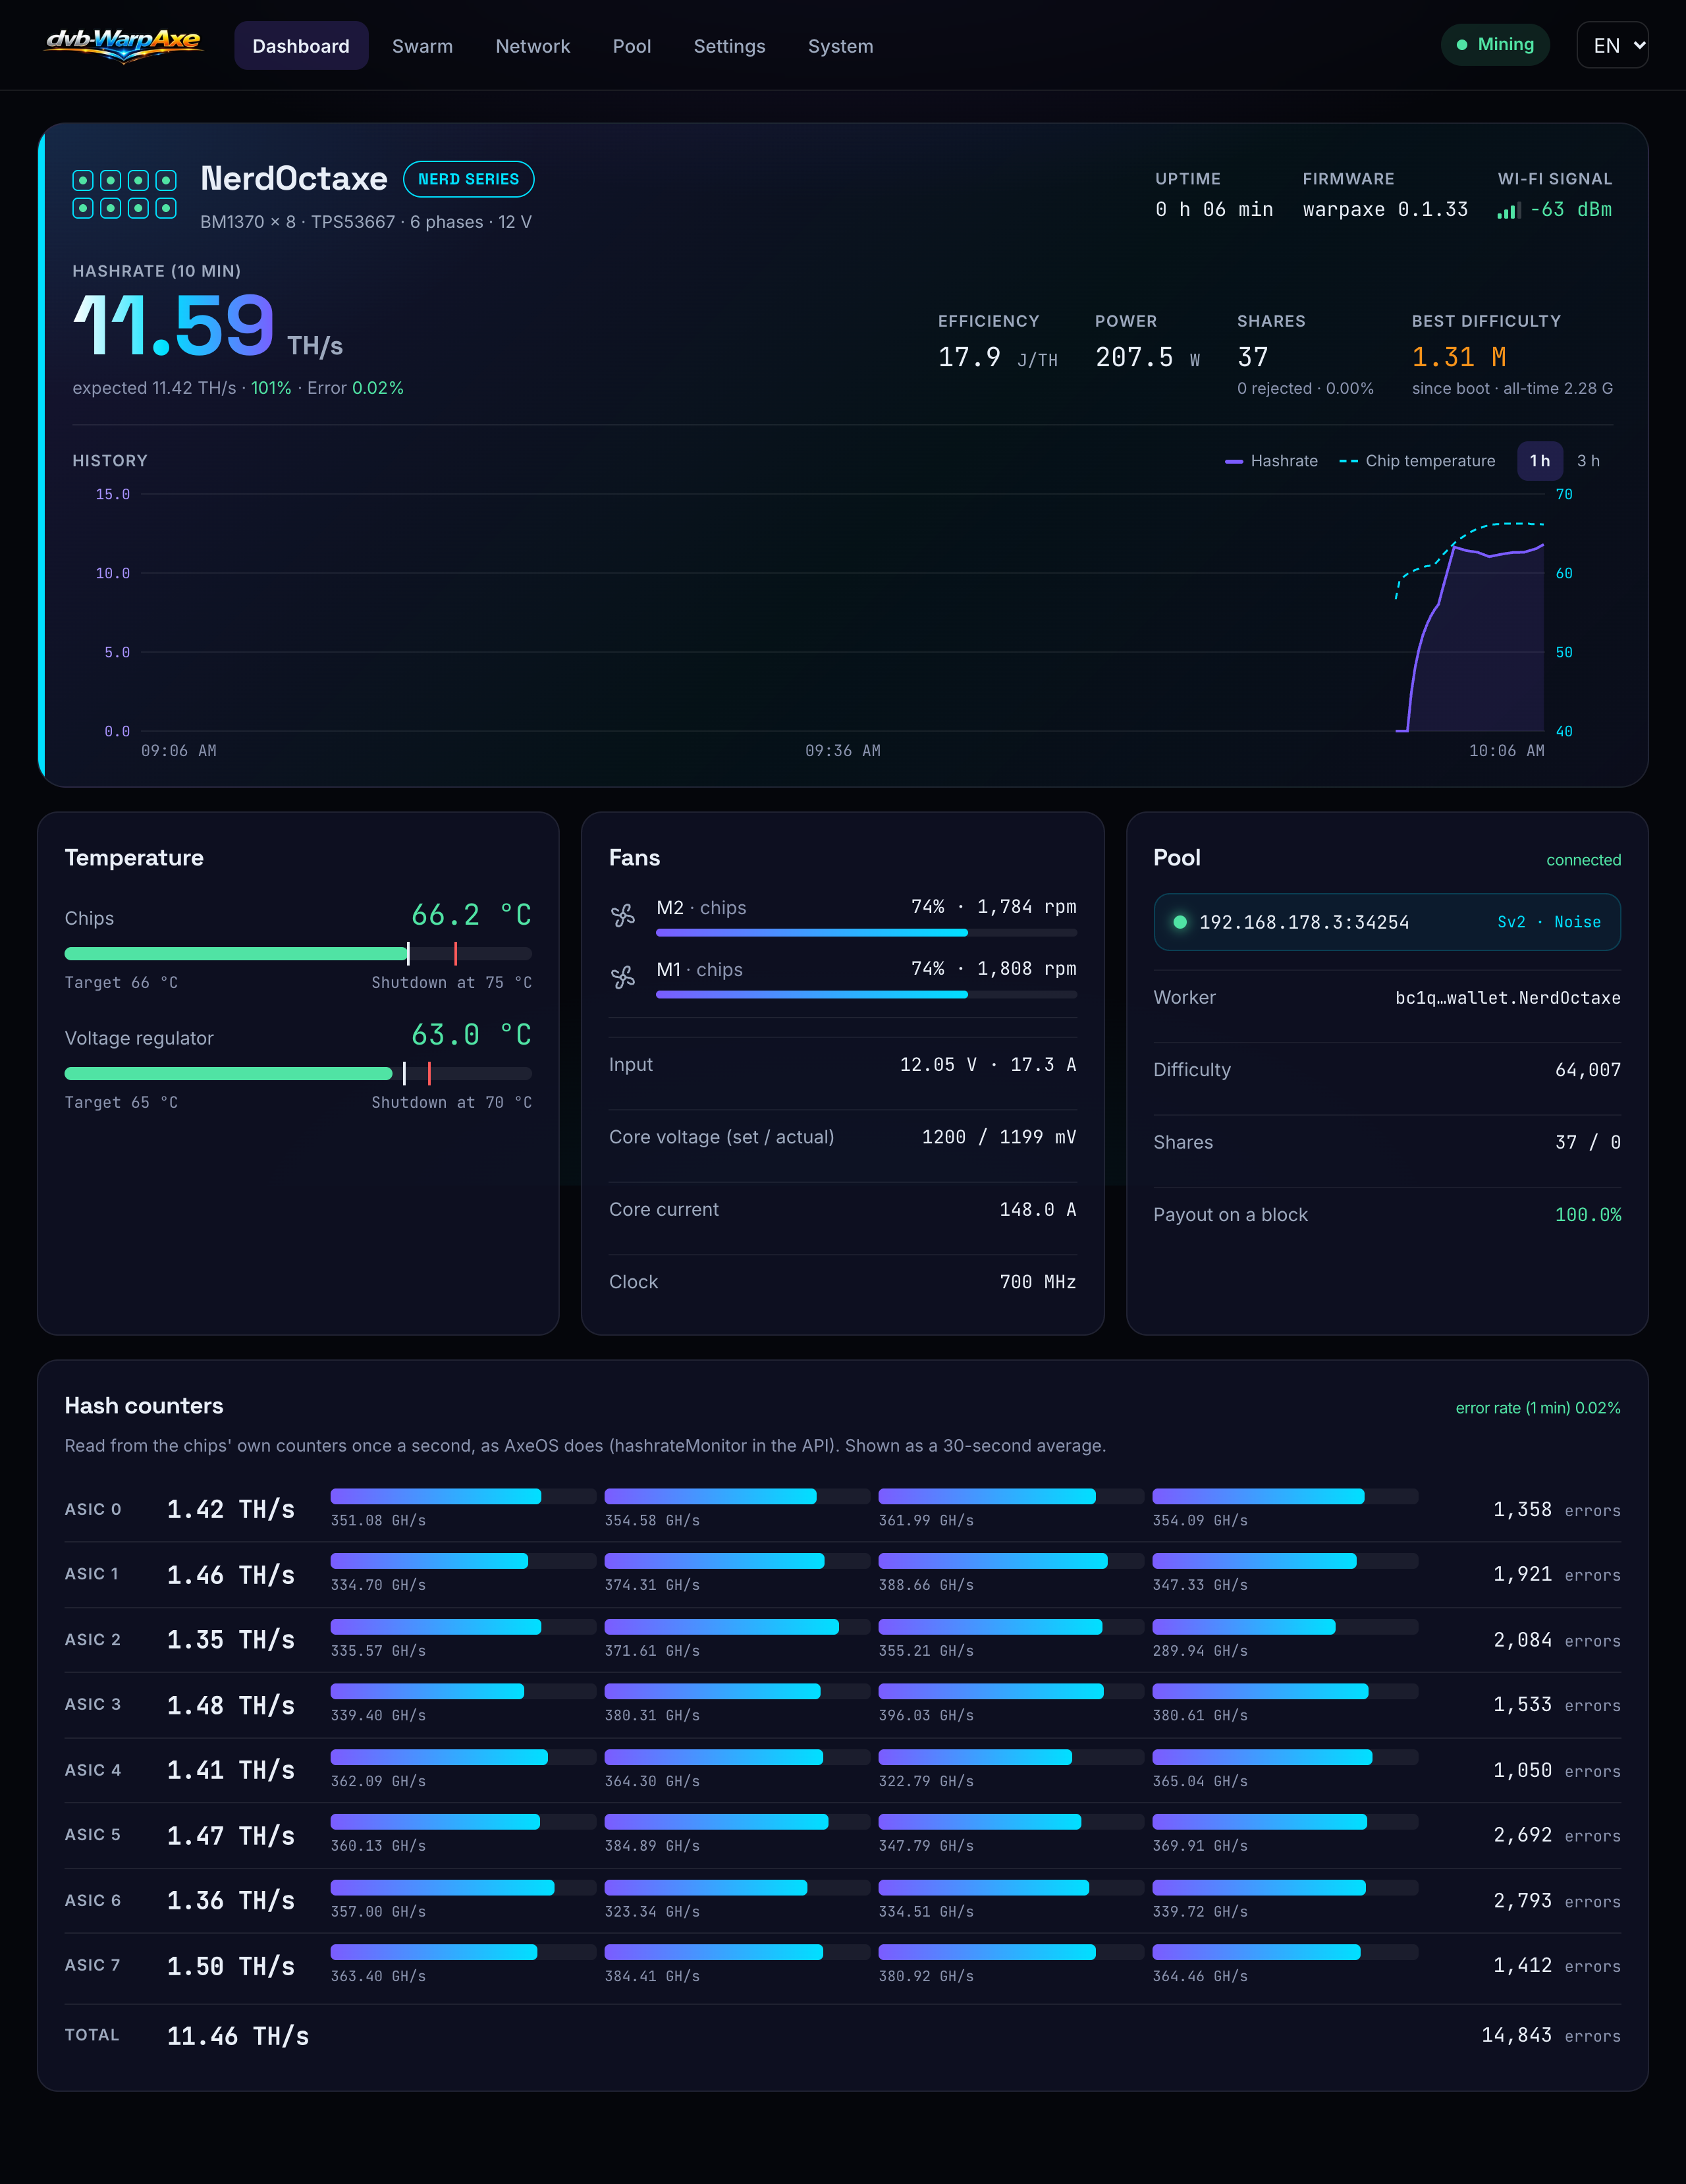 dvb-WarpAxe Dashboard Swarm Network Pool Settings System Mining EN
NerdOctaxe NERD SERIES
BM1370 × 8 · TPS53667 · 6 phases · 12 V
UPTIME FIRMWARE WI-FI SIGNAL
0 h 06 min warpaxe 0.1.33 -63 dBm
HASHRATE (10 MIN)
11.59 TH/s
expected 11.42 TH/s · 101% · Error 0.02%
EFFICIENCY POWER SHARES BEST DIFFICULTY
17.9 J/TH 207.5 W 37 1.31 M
0 rejected · 0.00% since boot · all-time 2.28 G
HISTORY Hashrate Chip temperature 1 h 3 h
15.0 70
10.0 60
5.0 50
0.0 40
09:06 AM 09:36 AM 10:06 AM
Temperature
Chips 66.2 °C
Target 66 °C Shutdown at 75 °C
Voltage regulator 63.0 °C
Target 65 °C Shutdown at 70 °C
Fans
M2 · chips 74% · 1,784 rpm
M1 · chips 74% · 1,808 rpm
Input 12.05 V · 17.3 A
Core voltage (set / actual) 1200 / 1199 mV
Core current 148.0 A
Clock 700 MHz
Pool connected
192.168.178.3:34254 Sv2 · Noise
Worker bc1q…wallet.NerdOctaxe
Difficulty 64,007
Shares 37 / 0
Payout on a block 100.0%
Hash counters error rate (1 min) 0.02%
Read from the chips' own counters once a second, as AxeOS does (hashrateMonitor in the API). Shown as a 30-second average.
ASIC 0 1.42 TH/s 351.08 GH/s 354.58 GH/s 361.99 GH/s 354.09 GH/s 1,358 errors
ASIC 1 1.46 TH/s 334.70 GH/s 374.31 GH/s 388.66 GH/s 347.33 GH/s 1,921 errors
ASIC 2 1.35 TH/s 335.57 GH/s 371.61 GH/s 355.21 GH/s 289.94 GH/s 2,084 errors
ASIC 3 1.48 TH/s 339.40 GH/s 380.31 GH/s 396.03 GH/s 380.61 GH/s 1,533 errors
ASIC 4 1.41 TH/s 362.09 GH/s 364.30 GH/s 322.79 GH/s 365.04 GH/s 1,050 errors
ASIC 5 1.47 TH/s 360.13 GH/s 384.89 GH/s 347.79 GH/s 369.91 GH/s 2,692 errors
ASIC 6 1.36 TH/s 357.00 GH/s 323.34 GH/s 334.51 GH/s 339.72 GH/s 2,793 errors
ASIC 7 1.50 TH/s 363.40 GH/s 384.41 GH/s 380.92 GH/s 364.46 GH/s 1,412 errors
TOTAL 11.46 TH/s 14,843 errors